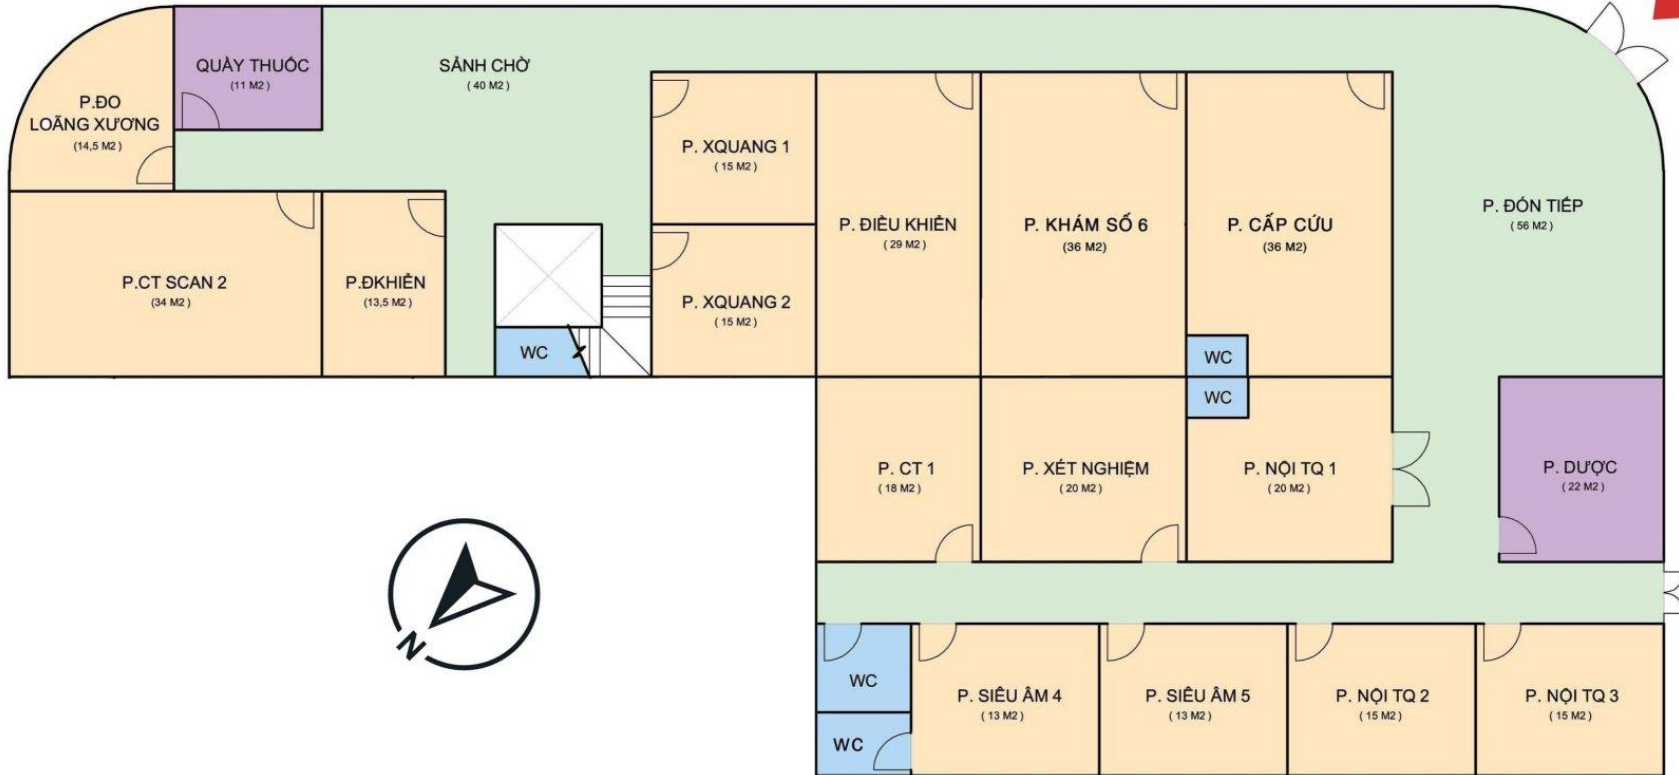 QUẦY THUỐC
(11 M2)
SẢNH CHỜ
( 40 M2)
P.ĐO
LOÃNG XƯƠNG
(14,5 M2 )
P. XQUANG 1
( 15 M2 )
P. ĐIỀU KHIỂN
( 29 M2 )
P. KHÁM SỐ 6
(36 M2)
P. CẤP CỨU
(36 M2)
P. ĐÓN TIẾP
( 56 M2 )
P.CT SCAN 2
(34 M2 )
P.ĐKHIỂN
(13,5 M2 )
P. XQUANG 2
( 15 M2 )
WC
WC
WC
P. CT 1
( 18 M2 )
P. XÉT NGHIỆM
( 20 M2 )
P. NỘI TQ 1
( 20 M2 )
P. DƯỢC
( 22 M2 )
N
WC
P. SIÊU ÂM 4
( 13 M2 )
P. SIÊU ÂM 5
( 13 M2 )
P. NỘI TQ 2
( 15 M2 )
P. NỘI TQ 3
( 15 M2 )
WC